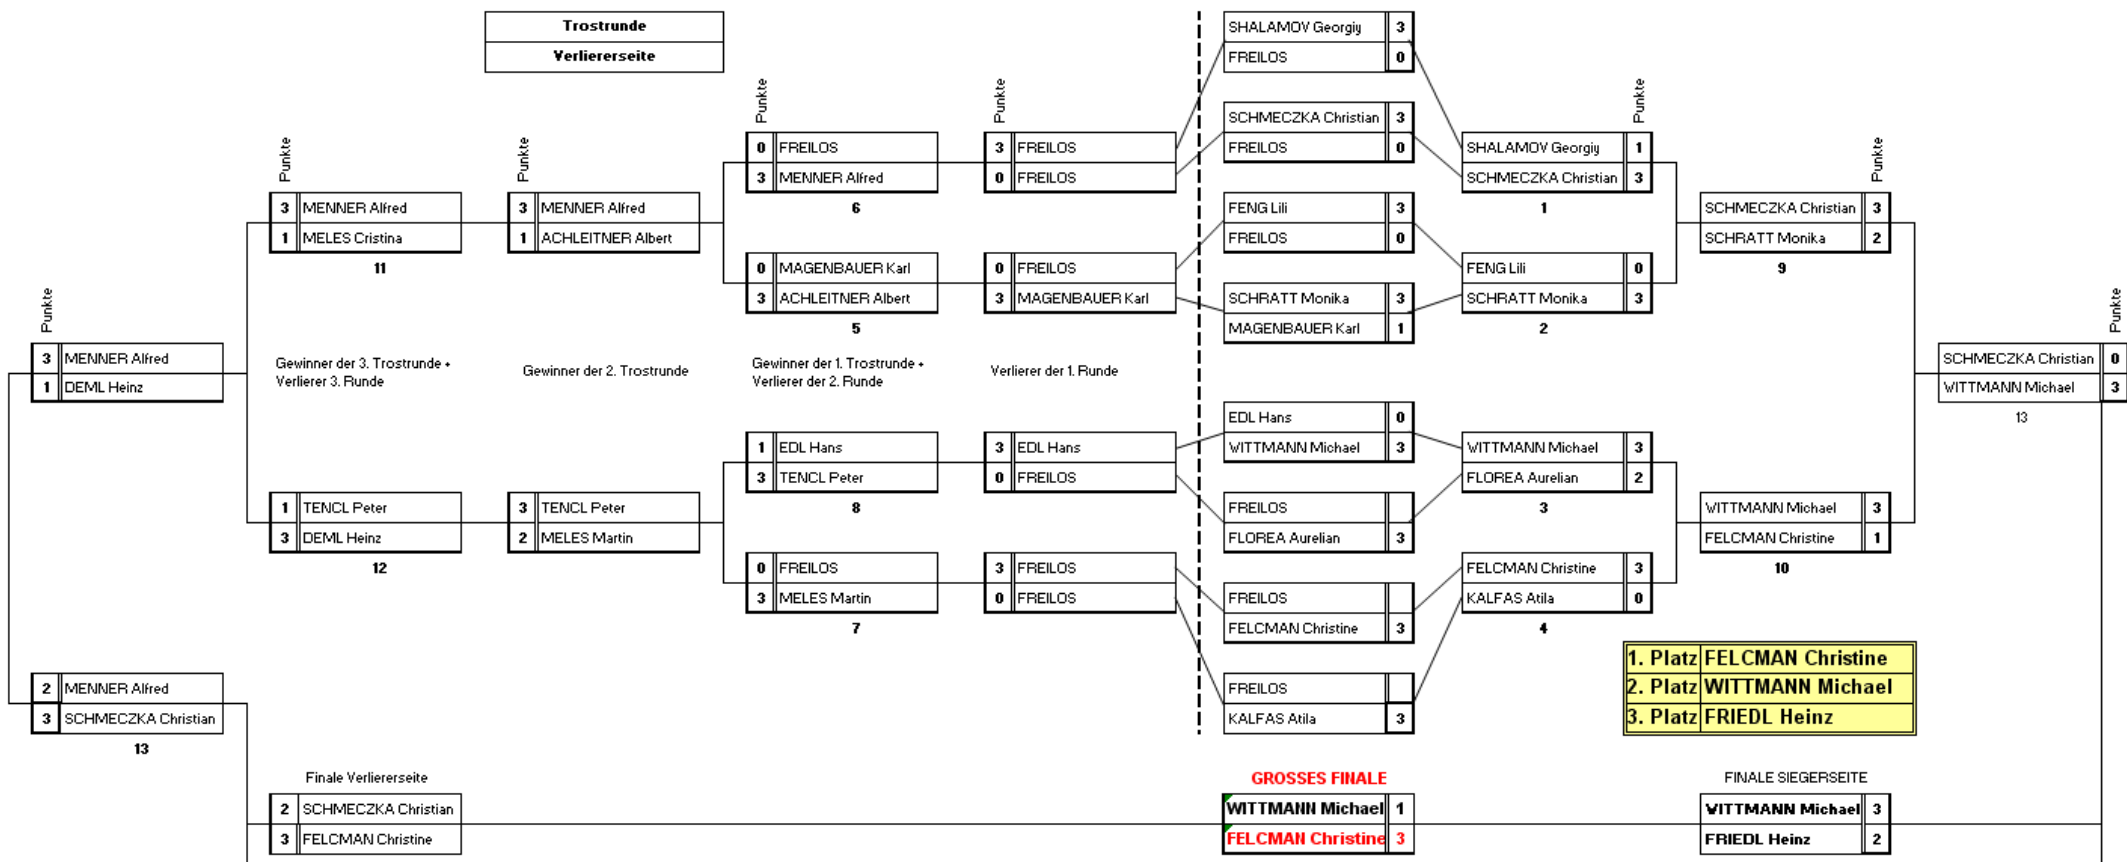 Trostrunde
Verliererseite
Punkte
3 MENNER Alfred
1 DEML Heinz
2 MENNER Alfred
3 SCHMECZKA Christian
13
Punkte
3 MENNER Alfred
1 MELES Cristina
11
Gewinner der 3. Trostrunde +
Verlierer 3. Runde
1 TENCL Peter
3 DEML Heinz
12
Punkte
3 MENNER Alfred
1 ACHLEITNER Albert
Gewinner der 2. Trostrunde
3 TENCL Peter
2 MELES Martin
Punkte
0 FREILOS
3 MENNER Alfred
6
0 MAGENBAUER Karl
3 ACHLEITNER Albert
5
Gewinner der 1. Trostrunde +
Verlierer der 2. Runde
1 EDL Hans
3 TENCL Peter
8
0 FREILOS
3 MELES Martin
7
Punkte
3 FREILOS
0 FREILOS
0 FREILOS
3 MAGENBAUER Karl
Verlierer der 1. Runde
3 EDL Hans
0 FREILOS
3 FREILOS
0 FREILOS
SHALAMOV Georgiy 3
FREILOS 0
SCHMECZKA Christian 3
FREILOS 0
FENG Lili 3
FREILOS 0
SCHRATT Monika 3
MAGENBAUER Karl 1
EDL Hans 0
WITTMANN Michael 3
FREILOS
FLOREA Aurelian 3
FREILOS
FELCMAN Christine 3
FREILOS
KALFAS Atila 3
Punkte
SHALAMOV Georgiy 1
SCHMECZKA Christian 3
1
FENG Lili 0
SCHRATT Monika 3
2
WITTMANN Michael 3
FLOREA Aurelian 2
3
FELCMAN Christine 3
KALFAS Atila 0
4
Punkte
SCHMECZKA Christian 3
SCHRATT Monika 2
9
WITTMANN Michael 3
FELCMAN Christine 1
10
Punkte
SCHMECZKA Christian 0
WITTMANN Michael 3
13
1. Platz FELCMAN Christine
2. Platz WITTMANN Michael
3. Platz FRIEDL Heinz
Finale Verliererseite
2 SCHMECZKA Christian
3 FELCMAN Christine
GROSSES FINALE
WITTMANN Michael 1
FELCMAN Christine 3
FINALE SIEGERSEITE
WITTMANN Michael 3
FRIEDL Heinz 2